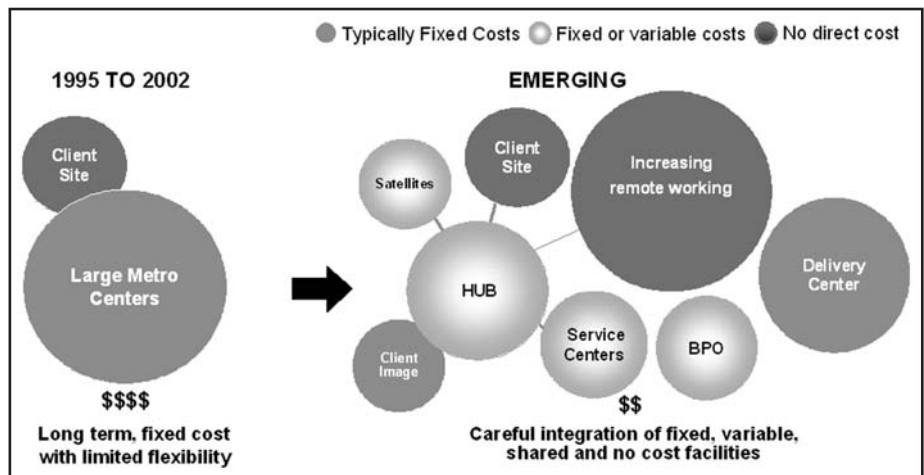 Typically Fixed Costs Fixed or variable costs No direct cost
1995 TO 2002
EMERGING
Client
Site
Large Metro
Centers
$$$$
Long term, fixed cost
with limited flexibility
Satellites
Client
Site
Increasing
remote working
HUB
Delivery
Center
Client
Image
Service
Centers
BPO
$$
Careful integration of fixed, variable,
shared and no cost facilities